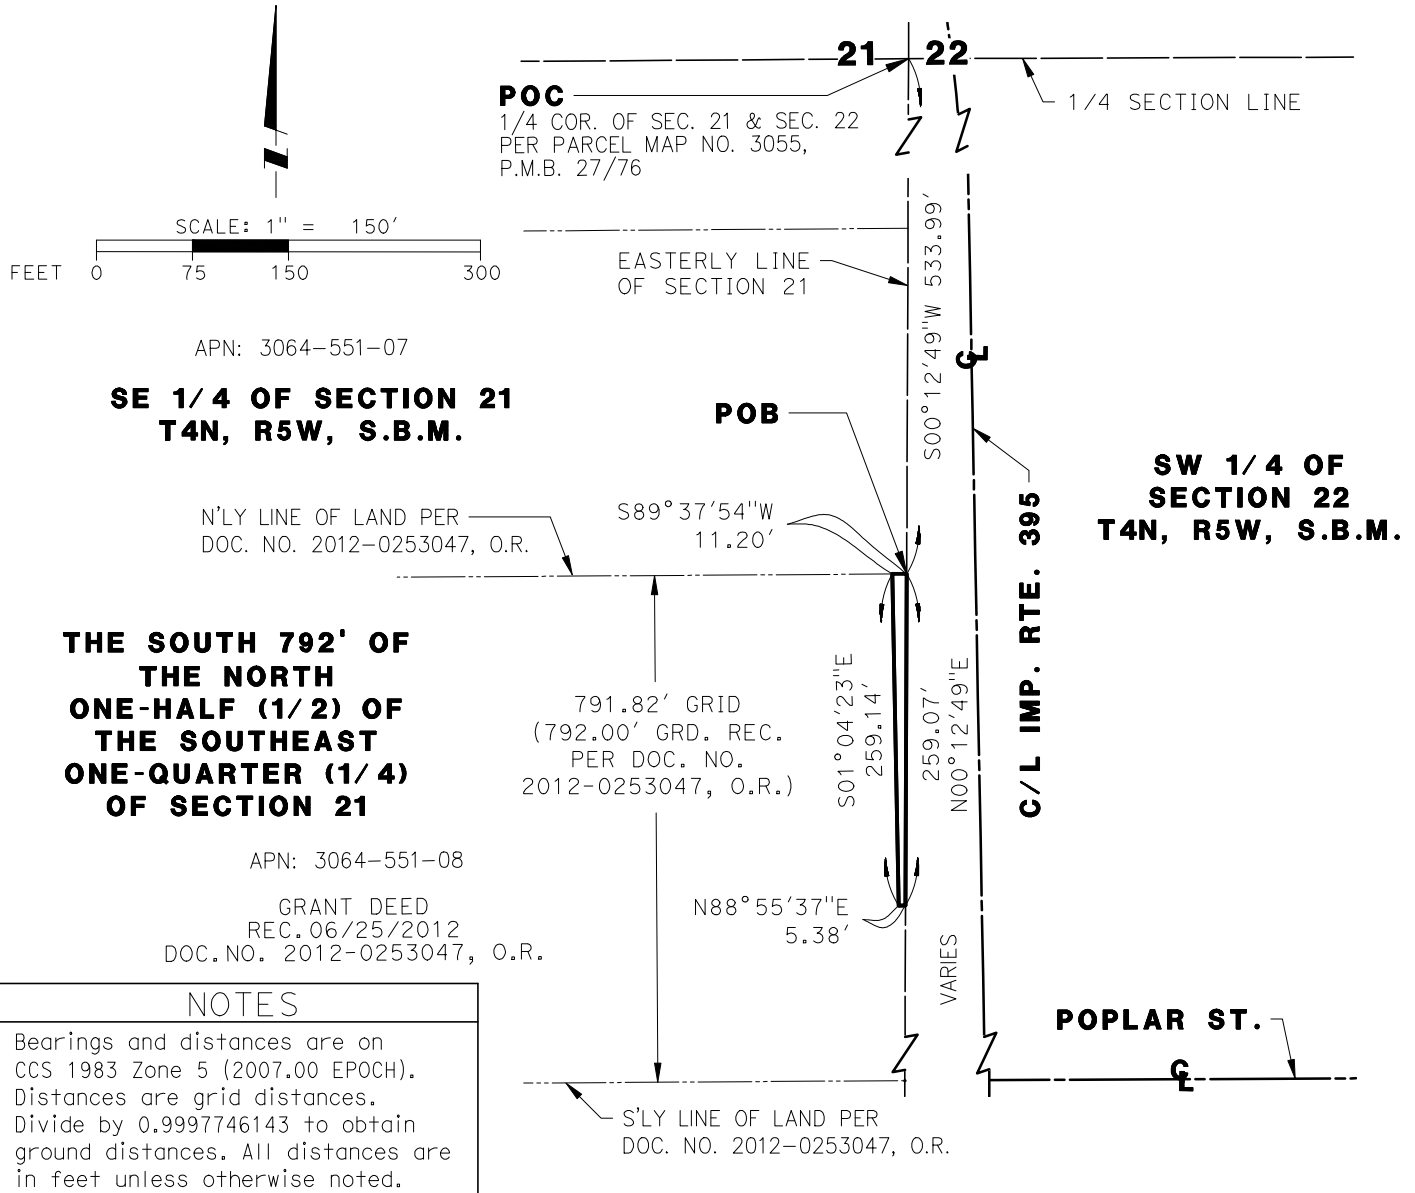 21 22
POC
1/4 COR. OF SEC. 21 & SEC. 22
PER PARCEL MAP NO. 3055,
P.M.B. 27/76
1/4 SECTION LINE
N
SCALE: 1" = 150'
FEET 0 75 150 300
EASTERLY LINE
OF SECTION 21
S00°12'49"W 533.99'
APN: 3064-551-07
SE 1/4 OF SECTION 21
T4N, R5W, S.B.M.
CL
POB
SW 1/4 OF
SECTION 22
T4N, R5W, S.B.M.
N'LY LINE OF LAND PER
DOC. NO. 2012-0253047, O.R.
S89°37'54"W
11.20'
C/L IMP. RTE. 395
THE SOUTH 792' OF
THE NORTH
ONE-HALF (1/2) OF
THE SOUTHEAST
ONE-QUARTER (1/4)
OF SECTION 21
791.82' GRID
(792.00' GRD. REC.
PER DOC. NO.
2012-0253047, O.R.)
S01°04'23"E
259.14'
259.07'
N00°12'49"E
APN: 3064-551-08
GRANT DEED
REC.06/25/2012
DOC.NO. 2012-0253047, O.R.
N88°55'37"E
5.38'
VARIES
POPLAR ST.
CL
S'LY LINE OF LAND PER
DOC. NO. 2012-0253047, O.R.
NOTES
Bearings and distances are on
CCS 1983 Zone 5 (2007.00 EPOCH).
Distances are grid distances.
Divide by 0.9997746143 to obtain
ground distances. All distances are
in feet unless otherwise noted.